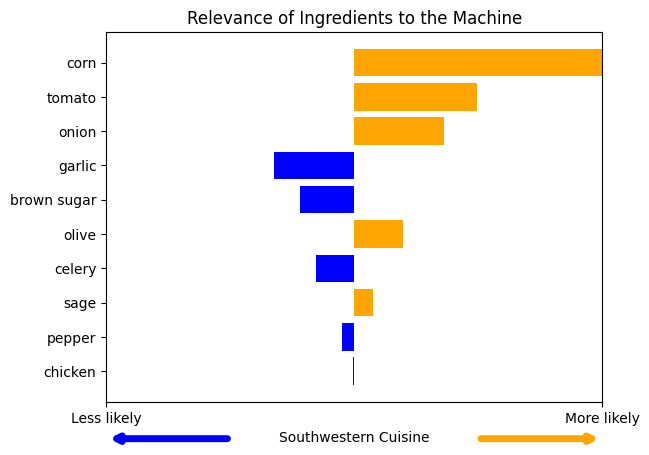 Relevance of Ingredients to the Machine
corn
tomato
onion
garlic
brown sugar
olive
celery
sage
pepper
chicken
Less likely
More likely
Southwestern Cuisine